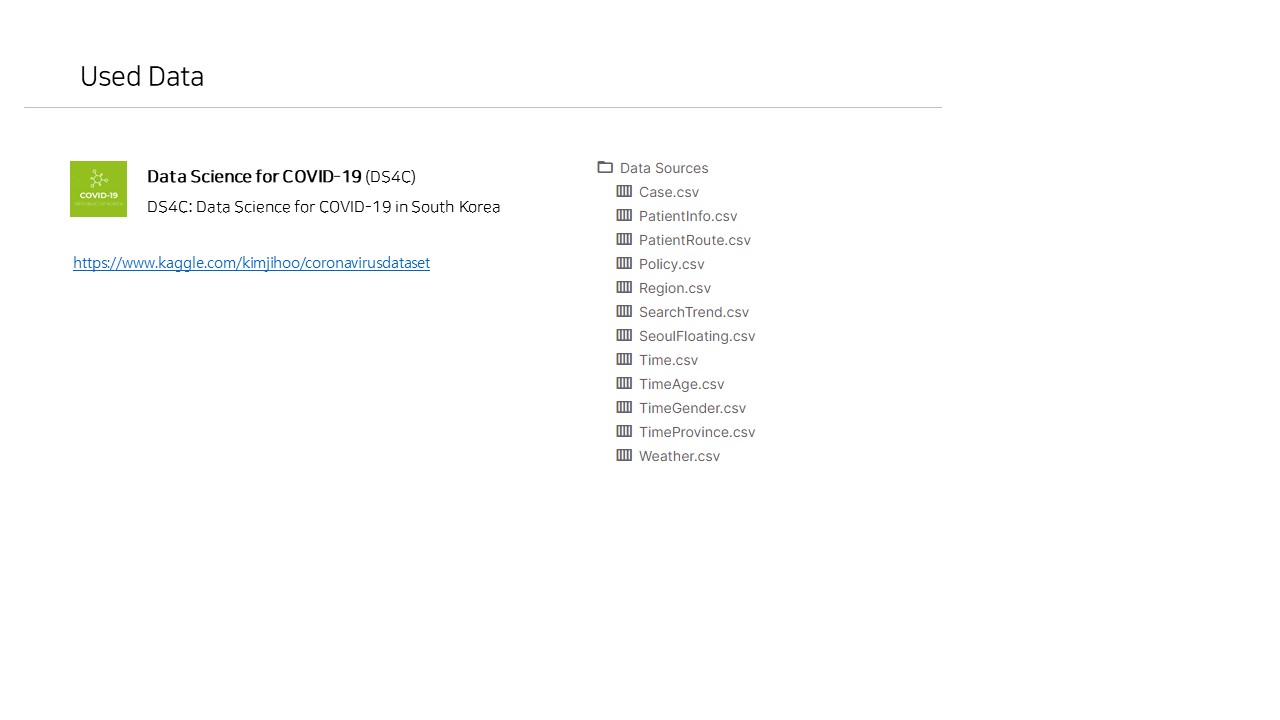 Used Data
COVID-19
Data Science for COVID-19 (DS4C)
DS4C: Data Science for COVID-19 in South Korea
https://www.kaggle.com/kimjihoo/coronavirusdataset
Data Sources
Case.csv
PatientInfo.csv
PatientRoute.csv
Policy.csv
Region.csv
SearchTrend.csv
SeoulFloating.csv
Time.csv
TimeAge.csv
TimeGender.csv
TimeProvince.csv
Weather.csv